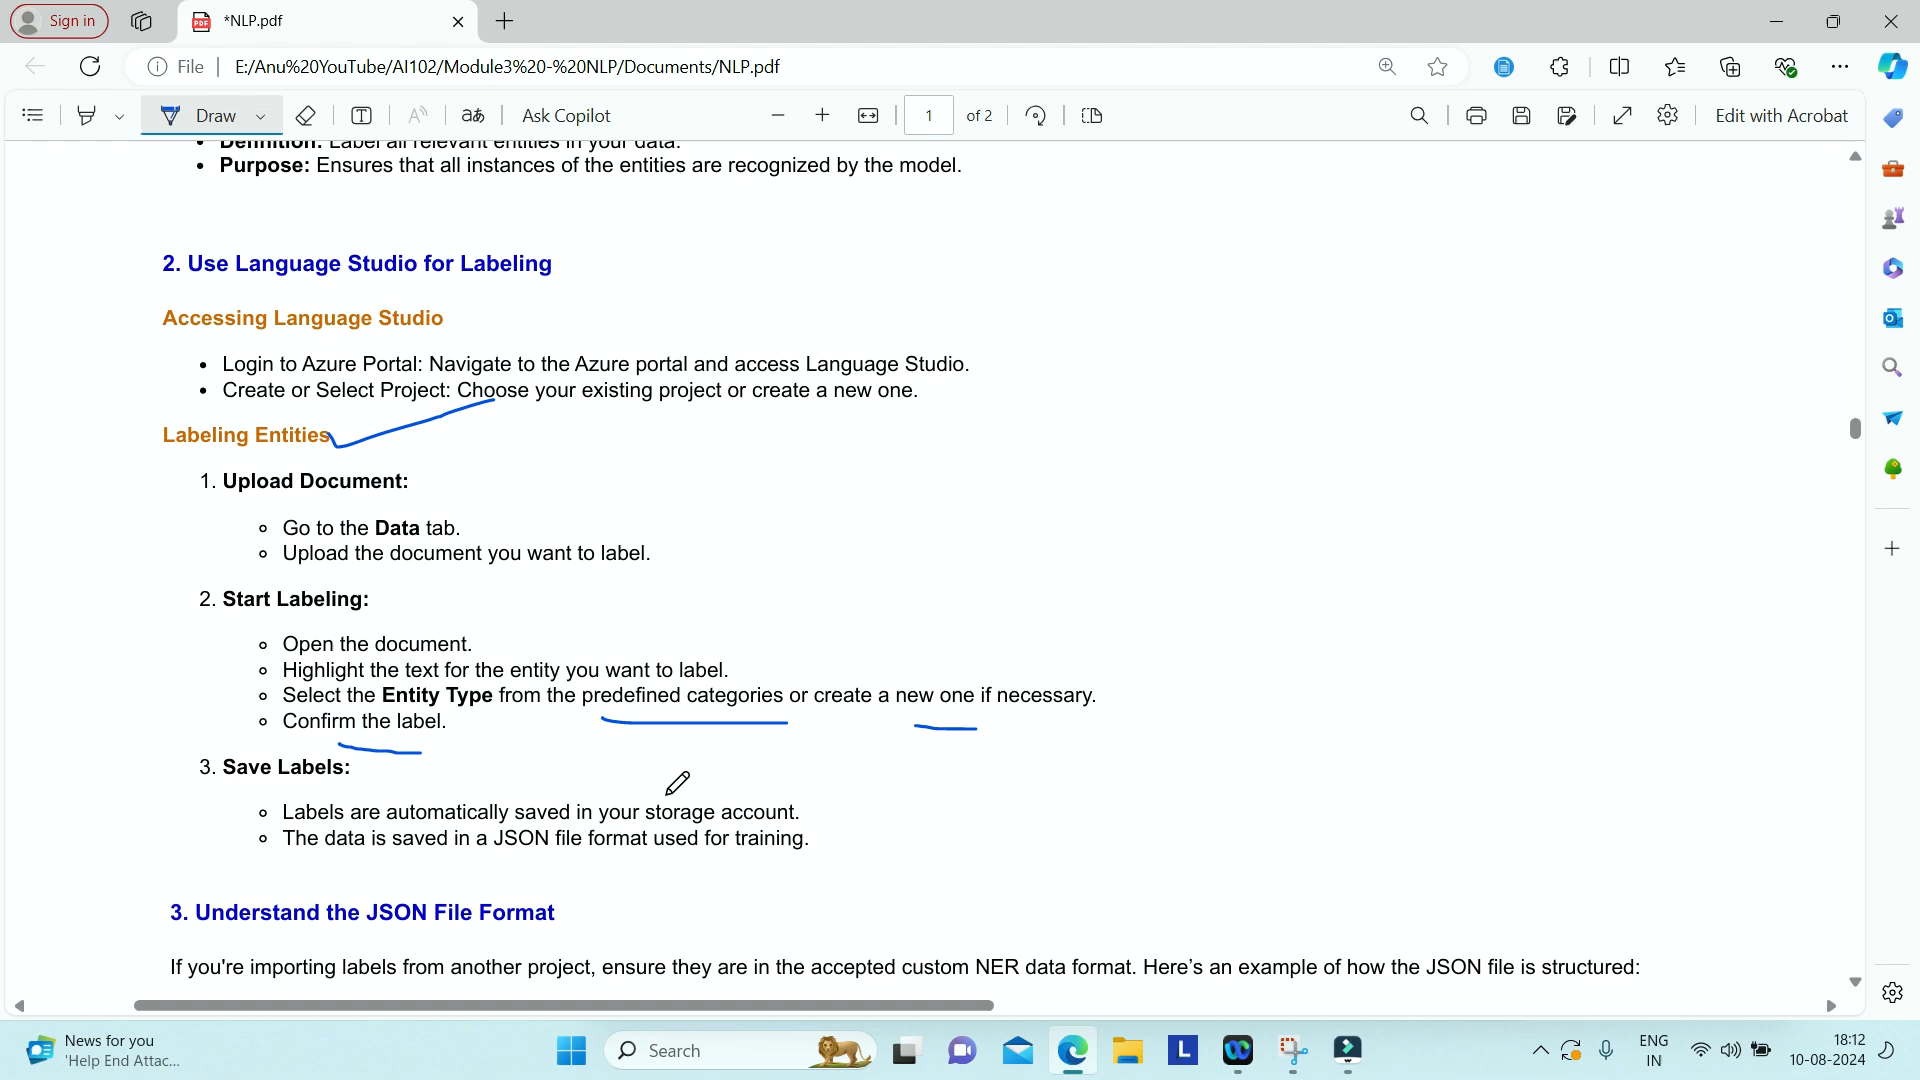 Sign in
*NLP.pdf
File
E:/Anu%20YouTube/AI102/Module3%20-%20NLP/Documents/NLP.pdf
Draw
T
A
aあ
Ask Copilot
1
of 2
Edit with Acrobat
• Definition: Label all relevant entities in your data.
• Purpose: Ensures that all instances of the entities are recognized by the model.
2. Use Language Studio for Labeling
Accessing Language Studio
• Login to Azure Portal: Navigate to the Azure portal and access Language Studio.
• Create or Select Project: Choose your existing project or create a new one.
Labeling Entities
1. Upload Document:
Go to the Data tab.
Upload the document you want to label.
2. Start Labeling:
Open the document.
Highlight the text for the entity you want to label.
Select the Entity Type from the predefined categories or create a new one if necessary.
Confirm the label.
3. Save Labels:
Labels are automatically saved in your storage account.
The data is saved in a JSON file format used for training.
3. Understand the JSON File Format
If you're importing labels from another project, ensure they are in the accepted custom NER data format. Here’s an example of how the JSON file is structured:
News for you
'Help End Attac...
Search
L
ENG
IN
18:12
10-08-2024